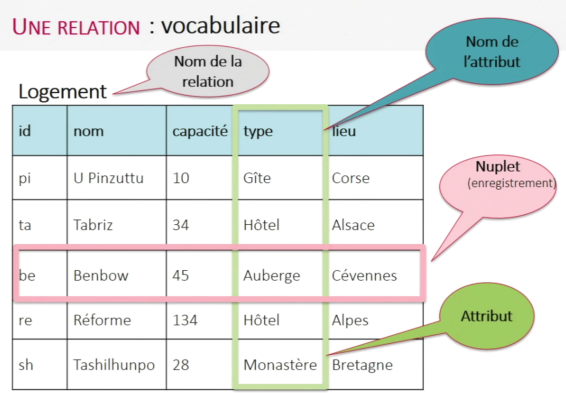 UNE RELATION : vocabulaire
Nom de
l'attribut
Nom de la
relation
Logement
id nom capacité type lieu
pi U Pinzuttu 10 Gîte Corse
ta Tabriz 34 Hôtel Alsace
be Benbow 45 Auberge Cévennes
re Réforme 134 Hôtel Alpes
sh Tashilhunpo 28 Monastère Bretagne
Nuplet
(enregistrement)
Attribut